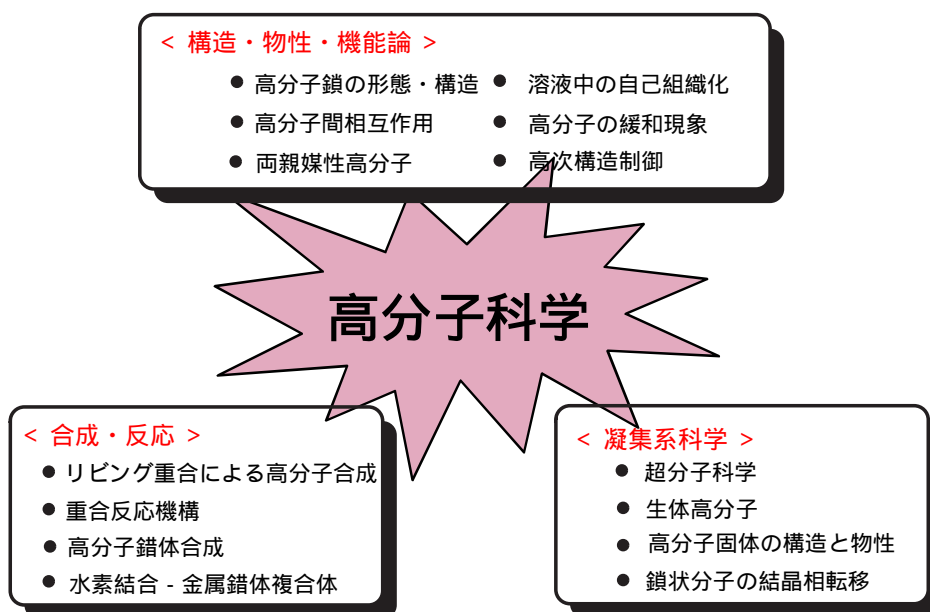 < 構造・物性・機能論 >
● 高分子鎖の形態・構造 ● 溶液中の自己組織化
● 高分子間相互作用 ● 高分子の緩和現象
● 両親媒性高分子 ● 高次構造制御
高分子科学
< 合成・反応 >
● リビング重合による高分子合成
● 重合反応機構
● 高分子錯体合成
● 水素結合 - 金属錯体複合体
< 凝集系科学 >
● 超分子科学
● 生体高分子
● 高分子固体の構造と物性
● 鎖状分子の結晶相転移